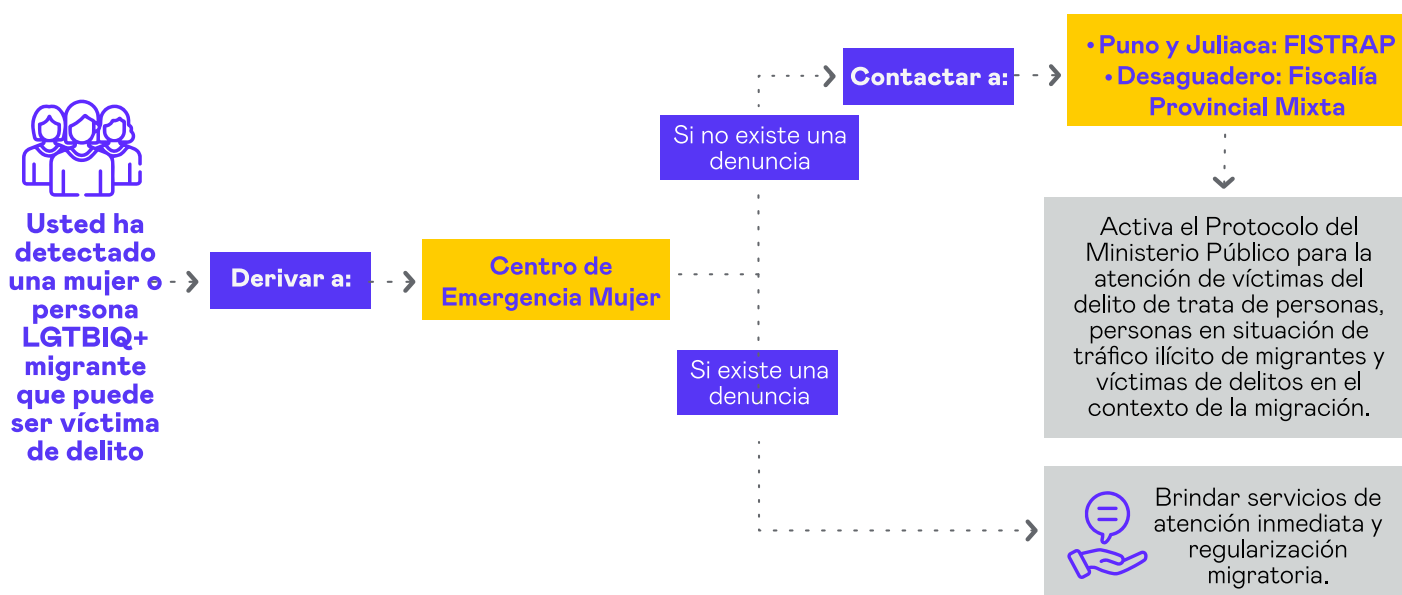 Usted ha
detectado
una mujer o
persona
LGTBIQ+
migrante
que puede
ser víctima
de delito
Derivar a:
Centro de
Emergencia Mujer
Si no existe una
denuncia
Contactar a:
• Puno y Juliaca: FISTRAP
• Desaguadero: Fiscalía
Provincial Mixta
Activa el Protocolo del
Ministerio Público para la
atención de víctimas del
delito de trata de personas,
personas en situación de
tráfico ilícito de migrantes y
víctimas de delitos en el
contexto de la migración.
Si existe una
denuncia
Brindar servicios de
atención inmediata y
regularización
migratoria.